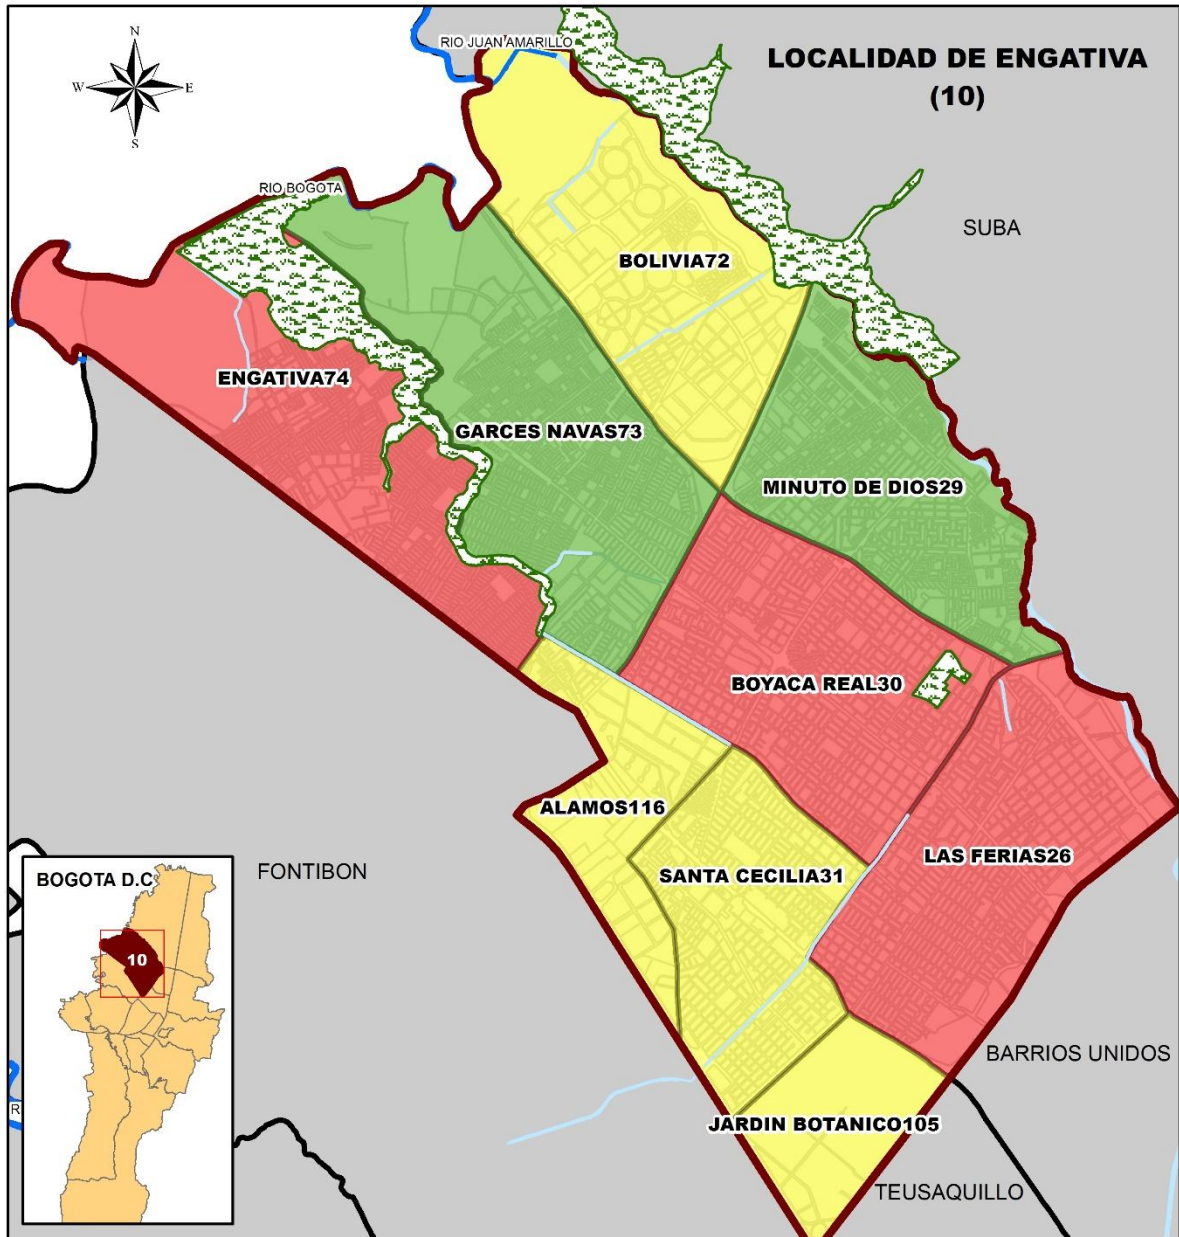 RIO JUAN AMARILLO
LOCALIDAD DE ENGATIVA
(10)
N
W
E
S
RIO BOGOTA
SUBA
BOLIVIA72
ENGATIVA74
GARCES NAVAS73
MINUTO DE DIOS29
BOYACA REAL30
ALAMOS116
LAS FERIAS26
SANTA CECILIA31
FONTIBON
BOGOTA D.C
10
BARRIOS UNIDOS
R
JARDIN BOTANICO105
TEUSAQUILLO